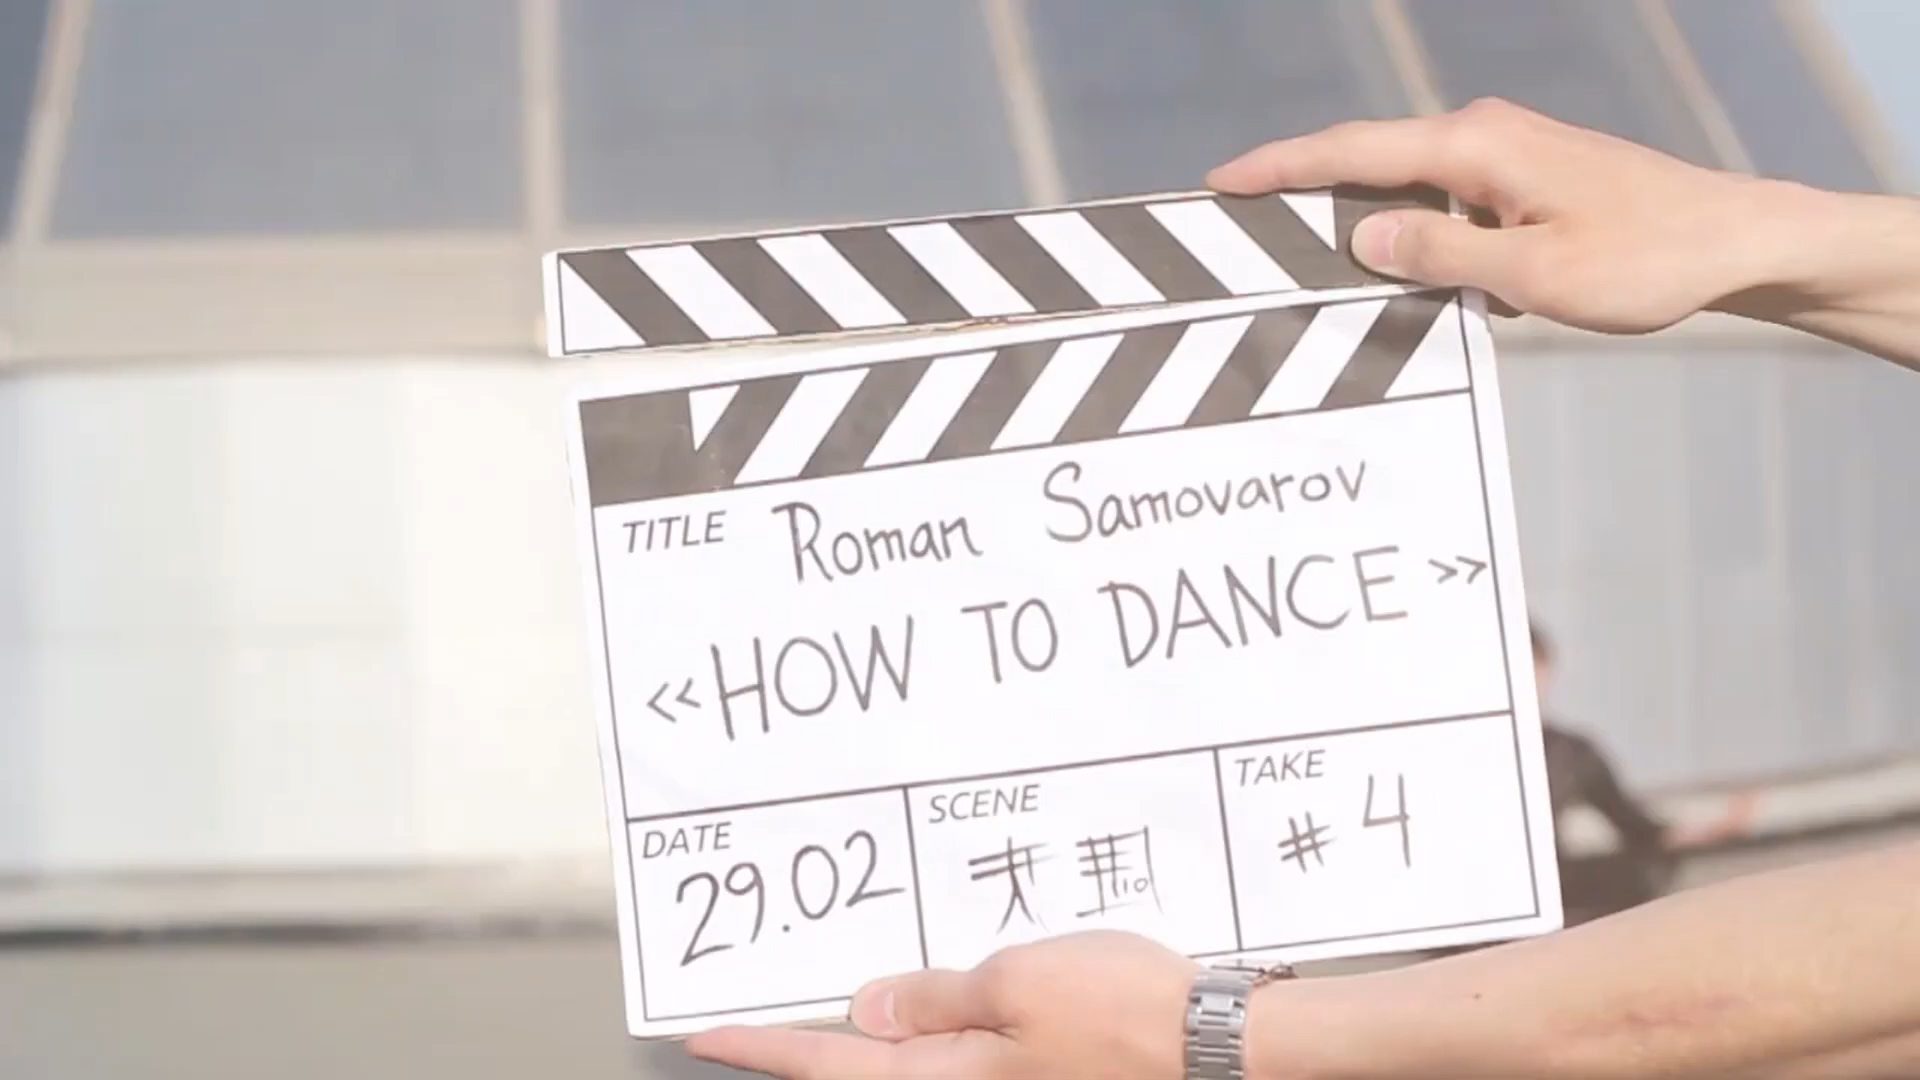 TITLE Roman Samovarov
«HOW TO DANCE»
DATE
29.02
SCENE
TAKE
# 4